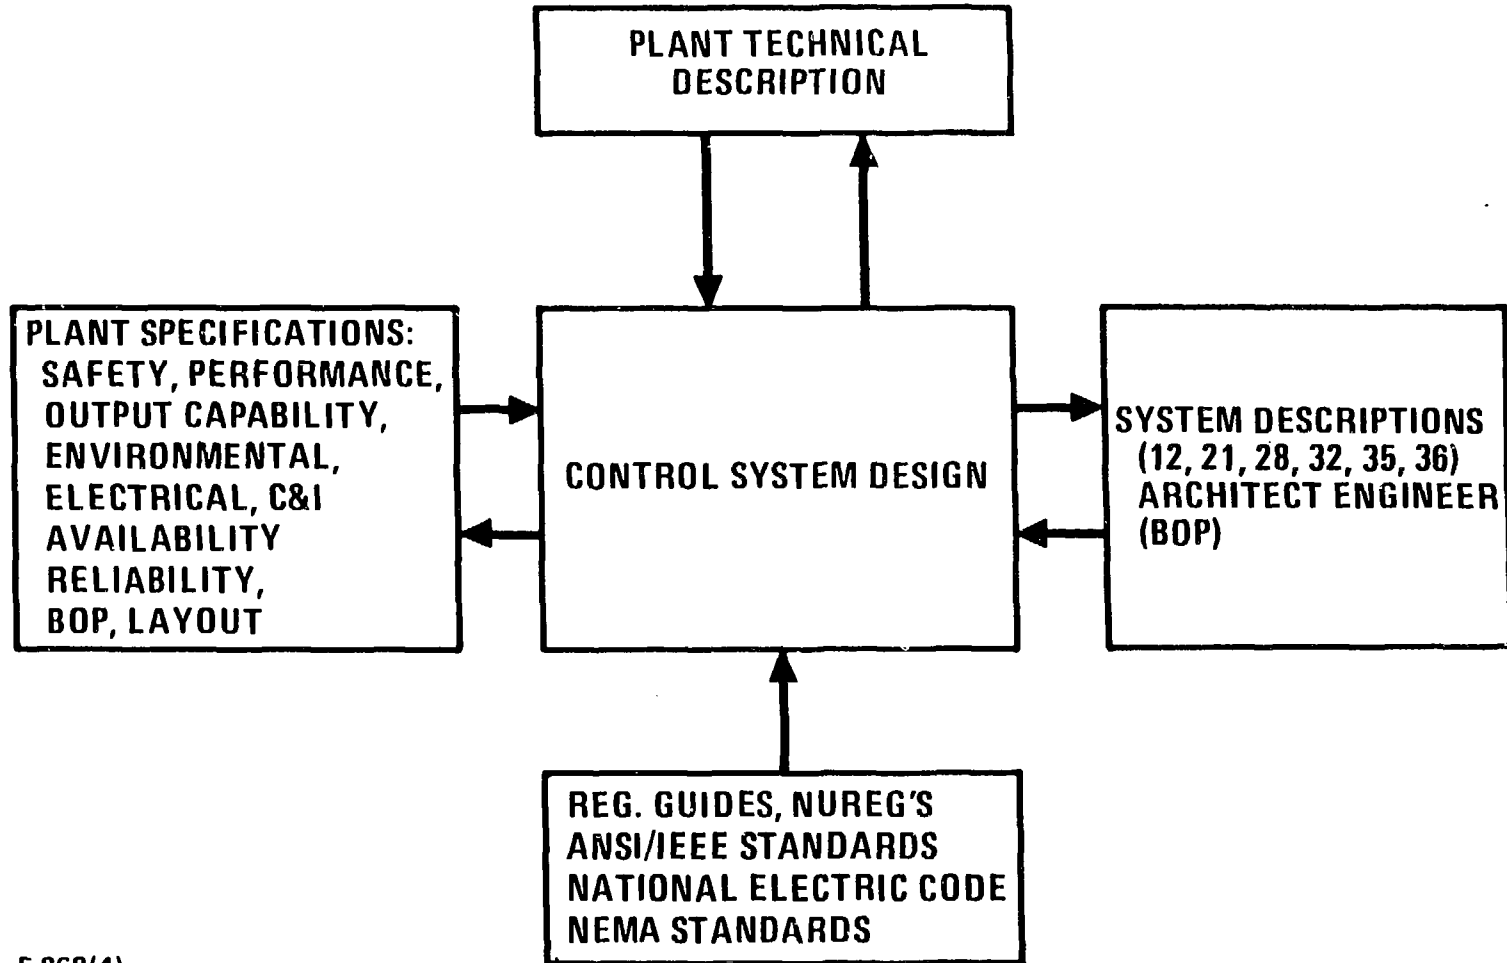 PLANT TECHNICAL
DESCRIPTION
PLANT SPECIFICATIONS:
SAFETY, PERFORMANCE,
OUTPUT CAPABILITY,
ENVIRONMENTAL,
ELECTRICAL, C&I
AVAILABILITY
RELIABILITY,
BOP, LAYOUT
CONTROL SYSTEM DESIGN
SYSTEM DESCRIPTIONS
(12, 21, 28, 32, 35, 36)
ARCHITECT ENGINEER
(BOP)
REG. GUIDES, NUREG'S
ANSI/IEEE STANDARDS
NATIONAL ELECTRIC CODE
NEMA STANDARDS